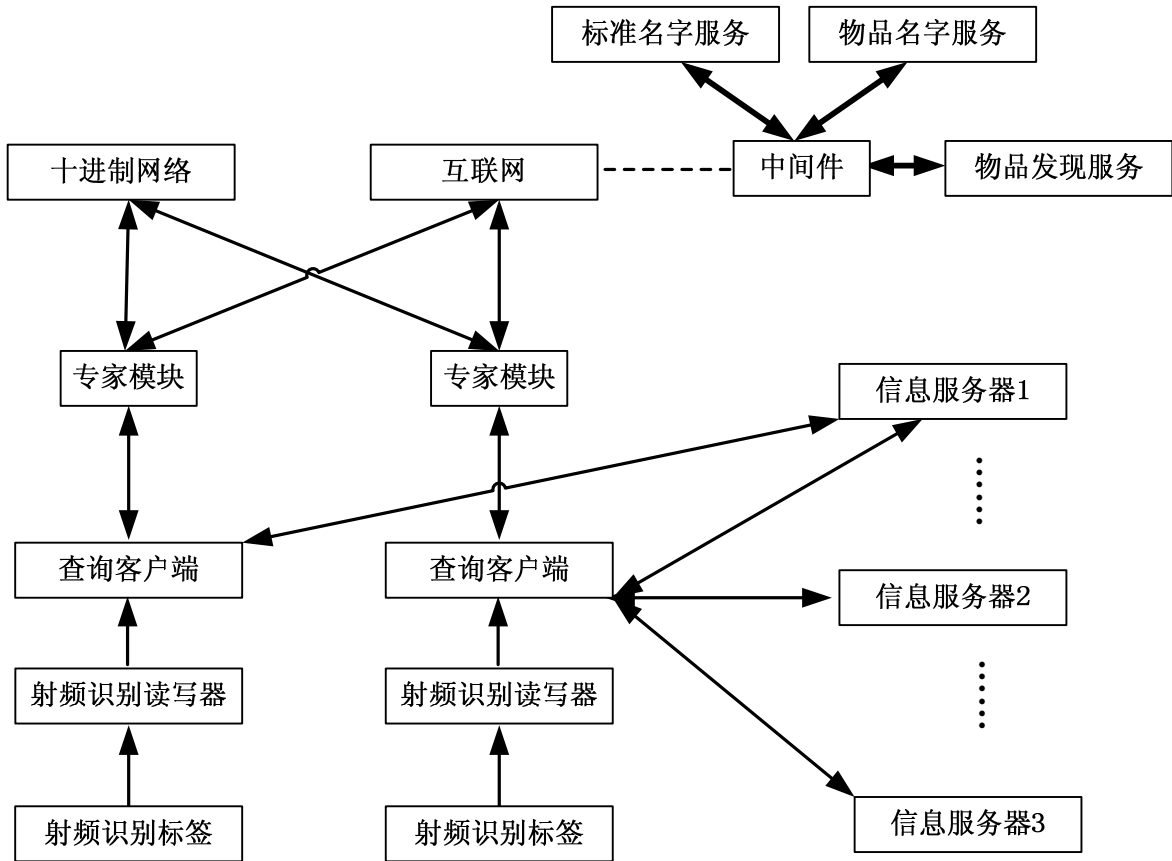 标准名字服务
物品名字服务
十进制网络
互联网
中间件
物品发现服务
专家模块
专家模块
信息服务器1
查询客户端
查询客户端
信息服务器2
射频识别读写器
射频识别读写器
射频识别标签
射频识别标签
信息服务器3